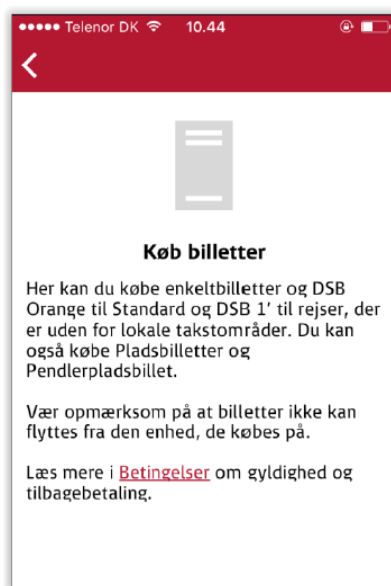 Telenor DK 10.44
Køb billetter
Her kan du købe enkeltbilletter og DSB
Orange til Standard og DSB 1' til rejser, der
er uden for lokale takstområder. Du kan
også købe Pladsbilletter og
Pendlerpladsbillet.
Vær opmærksom på at billetter ikke kan
flyttes fra den enhed, de købes på.
Læs mere i Betingelser om gyldighed og
tilbagebetaling.